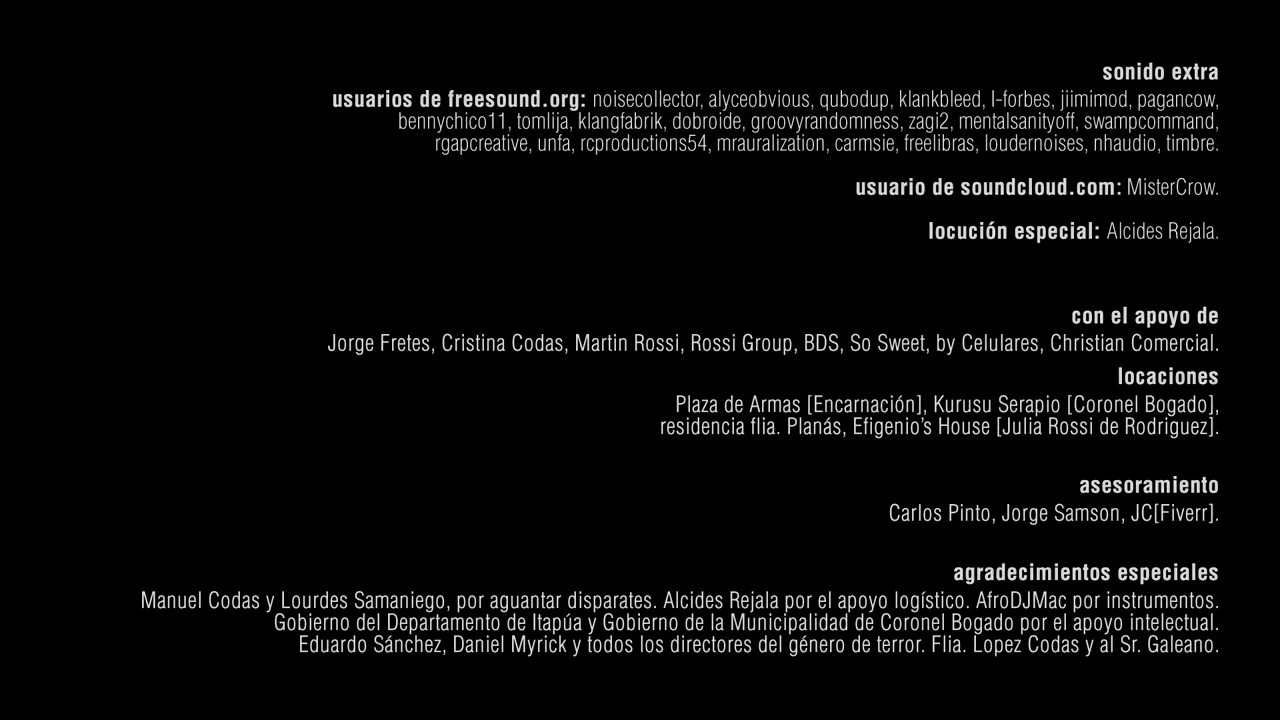 sonido extra
usuarios de freesound.org: noisecollector, alyceobvious, qubodup, klankbleed, l-forbes, jiimimod, pagancow,
bennychico11, tomlija, klangfabrik, dobroide, groovyrandomness, zagi2, mentalsanityoff, swampcommand,
rgapcreative, unfa, rcproductions54, mrauralization, carmsie, freelibras, loudernoises, nhaudio, timbre.
usuario de soundcloud.com: MisterCrow.
locución especial: Alcides Rejala.
con el apoyo de
Jorge Fretes, Cristina Codas, Martin Rossi, Rossi Group, BDS, So Sweet, by Celulares, Christian Comercial.
locaciones
Plaza de Armas [Encarnación], Kurusu Serapio [Coronel Bogado],
residencia flia. Planás, Efigenio's House [Julia Rossi de Rodriguez].
asesoramiento
Carlos Pinto, Jorge Samson, JC[Fiverr].
agradecimientos especiales
Manuel Codas y Lourdes Samaniego, por aguantar disparates. Alcides Rejala por el apoyo logístico. AfroDJMac por instrumentos.
Gobierno del Departamento de Itapúa y Gobierno de la Municipalidad de Coronel Bogado por el apoyo intelectual.
Eduardo Sánchez, Daniel Myrick y todos los directores del género de terror. Flia. Lopez Codas y al Sr. Galeano.